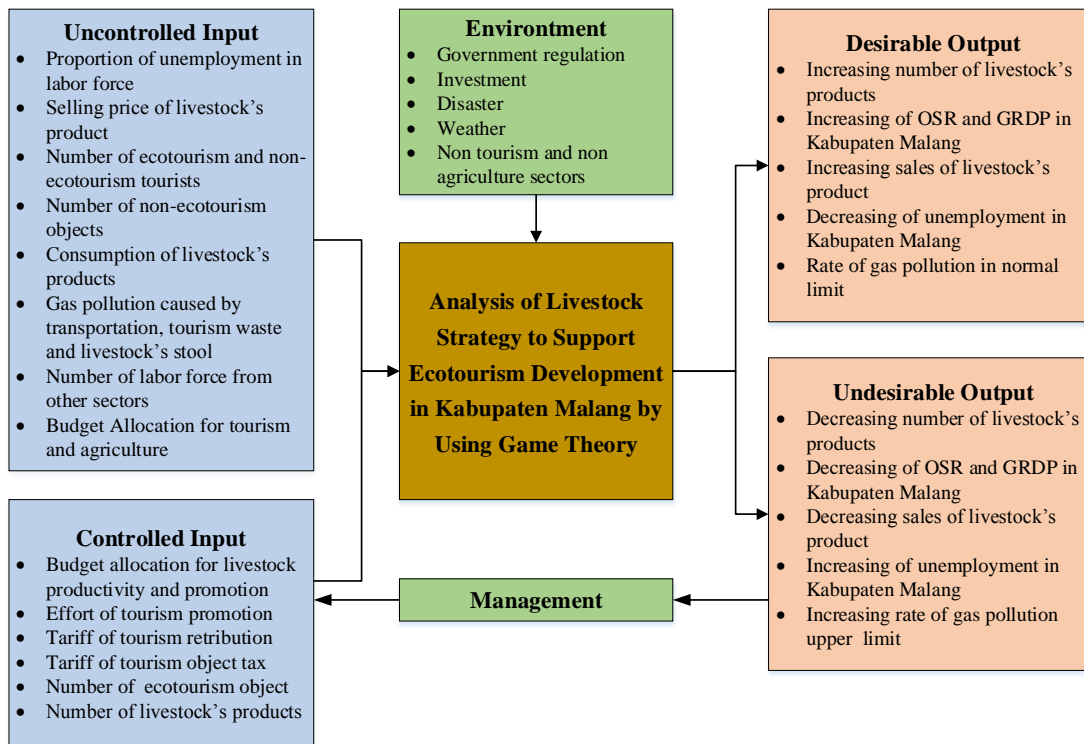 Uncontrolled Input
• Proportion of unemployment in
labor force
• Selling price of livestock's
product
• Number of ecotourism and non-
ecotourism tourists
• Number of non-ecotourism
objects
• Consumption of livestock's
products
• Gas pollution caused by
transportation, tourism waste
and livestock's stool
• Number of labor force from
other sectors
• Budget Allocation for tourism
and agriculture
Controlled Input
• Budget allocation for livestock
productivity and promotion
• Effort of tourism promotion
• Tariff of tourism retribution
• Tariff of tourism object tax
• Number of ecotourism object
• Number of livestock's products
Environtment
• Government regulation
• Investment
• Disaster
• Weather
• Non tourism and non
agriculture sectors
Analysis of Livestock
Strategy to Support
Ecotourism Development
in Kabupaten Malang by
Using Game Theory
Management
Desirable Output
• Increasing number of livestock's
products
• Increasing of OSR and GRDP in
Kabupaten Malang
• Increasing sales of livestock's
product
• Decreasing of unemployment in
Kabupaten Malang
• Rate of gas pollution in normal
limit
Undesirable Output
• Decreasing number of livestock's
products
• Decreasing of OSR and GRDP in
Kabupaten Malang
• Decreasing sales of livestock's
product
• Increasing of unemployment in
Kabupaten Malang
• Increasing rate of gas pollution
upper limit